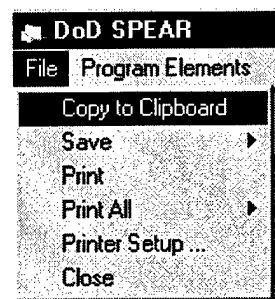 DoD SPEAR
File Program Elements
Copy to Clipboard
Save
Print
Print All
Printer Setup ...
Close